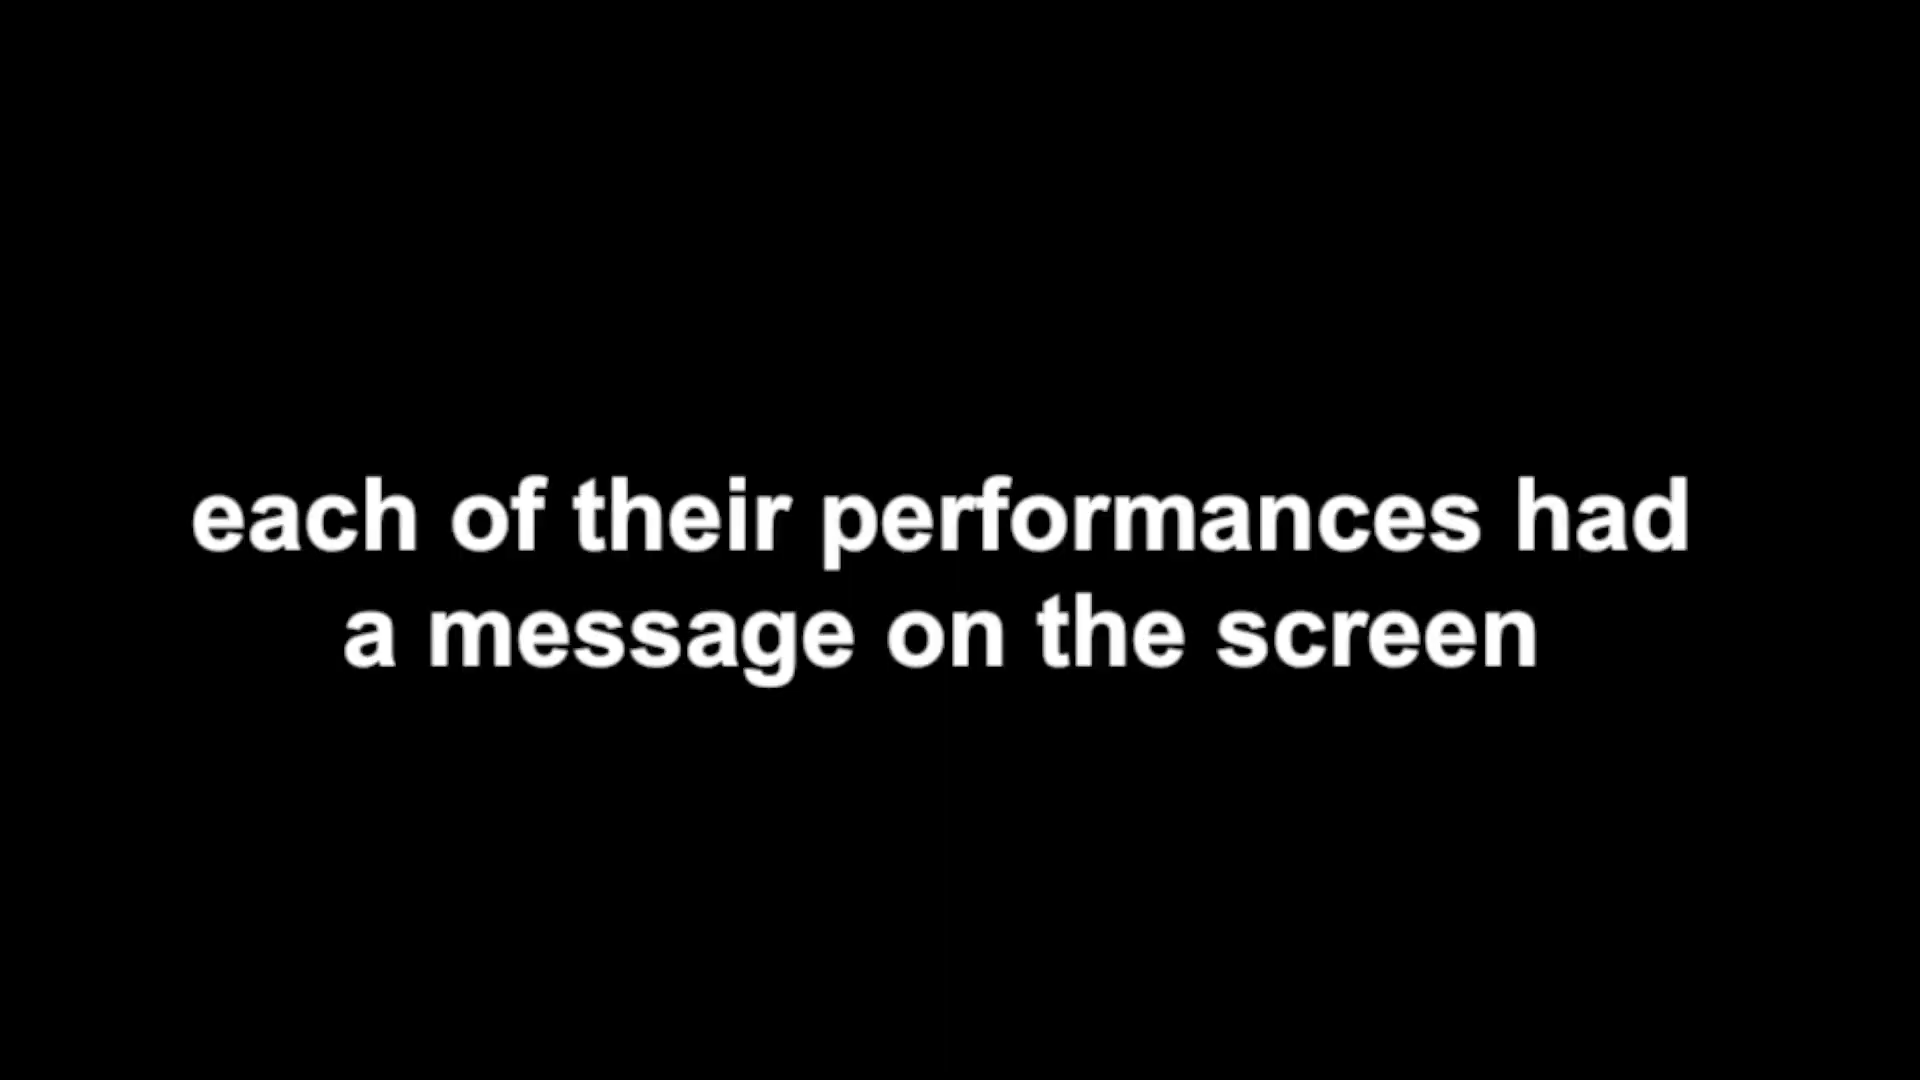 each of their performances had
a message on the screen